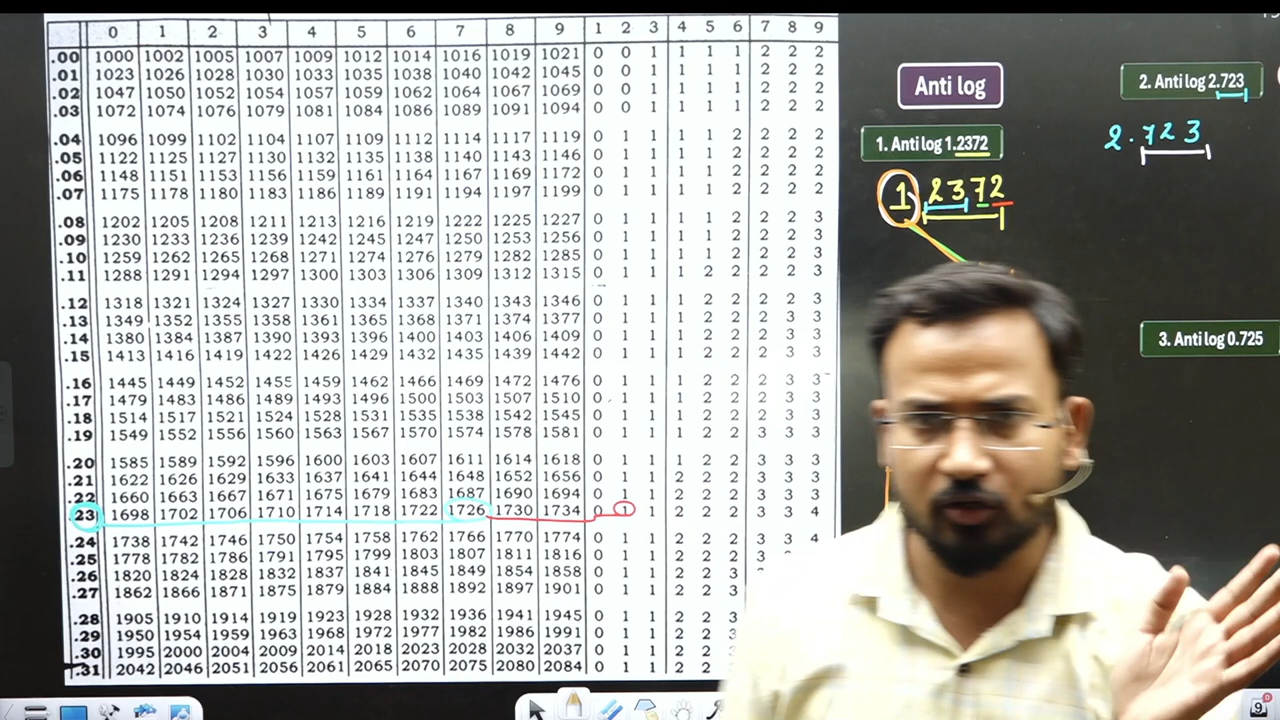 0 1 2 3 4 5 6 7 8 9 1 2 3 4 5 6 7 8 9
.00 1000 1002 1005 1007 1009 1012 1014 1016 1019 1021 0 0 1 1 1 1 2 2 2
.01 1023 1026 1028 1030 1033 1035 1038 1040 1042 1045 0 0 1 1 1 1 2 2 2
.02 1047 1050 1052 1054 1057 1059 1062 1064 1067 1069 0 0 1 1 1 1 2 2 2
.03 1072 1074 1076 1079 1081 1084 1086 1089 1091 1094 0 0 1 1 1 1 2 2 2
.04 1096 1099 1102 1104 1107 1109 1112 1114 1117 1119 0 1 1 1 1 2 2 2 2
.05 1122 1125 1127 1130 1132 1135 1138 1140 1143 1146 0 1 1 1 1 2 2 2 2
.06 1148 1151 1153 1156 1159 1161 1164 1167 1169 1172 0 1 1 1 1 2 2 2 2
.07 1175 1178 1180 1183 1186 1189 1191 1194 1197 1199 0 1 1 1 1 2 2 2 2
.08 1202 1205 1208 1211 1213 1216 1219 1222 1225 1227 0 1 1 1 1 2 2 2 3
.09 1230 1233 1236 1239 1242 1245 1247 1250 1253 1256 0 1 1 1 1 2 2 2 3
.10 1259 1262 1265 1268 1271 1274 1276 1279 1282 1285 0 1 1 1 1 2 2 2 3
.11 1288 1291 1294 1297 1300 1303 1306 1309 1312 1315 0 1 1 1 2 2 2 2 3
.12 1318 1321 1324 1327 1330 1334 1337 1340 1343 1346 0 1 1 1 2 2 2 2 3
.13 1349 1352 1355 1358 1361 1365 1368 1371 1374 1377 0 1 1 1 2 2 2 3 3
.14 1380 1384 1387 1390 1393 1396 1400 1403 1406 1409 0 1 1 1 2 2 2 3 3
.15 1413 1416 1419 1422 1426 1429 1432 1435 1439 1442 0 1 1 1 2 2 2 3 3
.16 1445 1449 1452 1455 1459 1462 1466 1469 1472 1476 0 1 1 1 2 2 2 3 3
.17 1479 1483 1486 1489 1493 1496 1500 1503 1507 1510 0 1 1 1 2 2 2 3 3
.18 1514 1517 1521 1524 1528 1531 1535 1538 1542 1545 0 1 1 1 2 2 2 3 3
.19 1549 1552 1556 1560 1563 1567 1570 1574 1578 1581 0 1 1 1 2 2 3 3 3
.20 1585 1589 1592 1596 1600 1603 1607 1611 1614 1618 0 1 1 1 2 2 3 3 3
.21 1622 1626 1629 1633 1637 1641 1644 1648 1652 1656 0 1 1 2 2 2 3 3 3
.22 1660 1663 1667 1671 1675 1679 1683 1687 1690 1694 0 1 1 2 2 2 3 3 3
.23 1698 1702 1706 1710 1714 1718 1722 1726 1730 1734 0 1 1 2 2 2 3 3 4
.24 1738 1742 1746 1750 1754 1758 1762 1766 1770 1774 0 1 1 2 2 2 3 3 4
.25 1778 1782 1786 1791 1795 1799 1803 1807 1811 1816 0 1 1 2 2 2 3
.26 1820 1824 1828 1832 1837 1841 1845 1849 1854 1858 0 1 1 2 2 3
.27 1862 1866 1871 1875 1879 1884 1888 1892 1897 1901 0 1 1 2 2 3
.28 1905 1910 1914 1919 1923 1928 1932 1936 1941 1945 0 1 1 2 2 3
.29 1950 1954 1959 1963 1968 1972 1977 1982 1986 1991 0 1 1 2 2 3
.30 1995 2000 2004 2009 2014 2018 2023 2028 2032 2037 0 1 1 2 2
.31 2042 2046 2051 2056 2061 2065 2070 2075 2080 2084 0 1 1 2 2
Anti log
1. Anti log 1.2372
1 2372
2. Anti log 2.723
2.723
3. Anti log 0.725